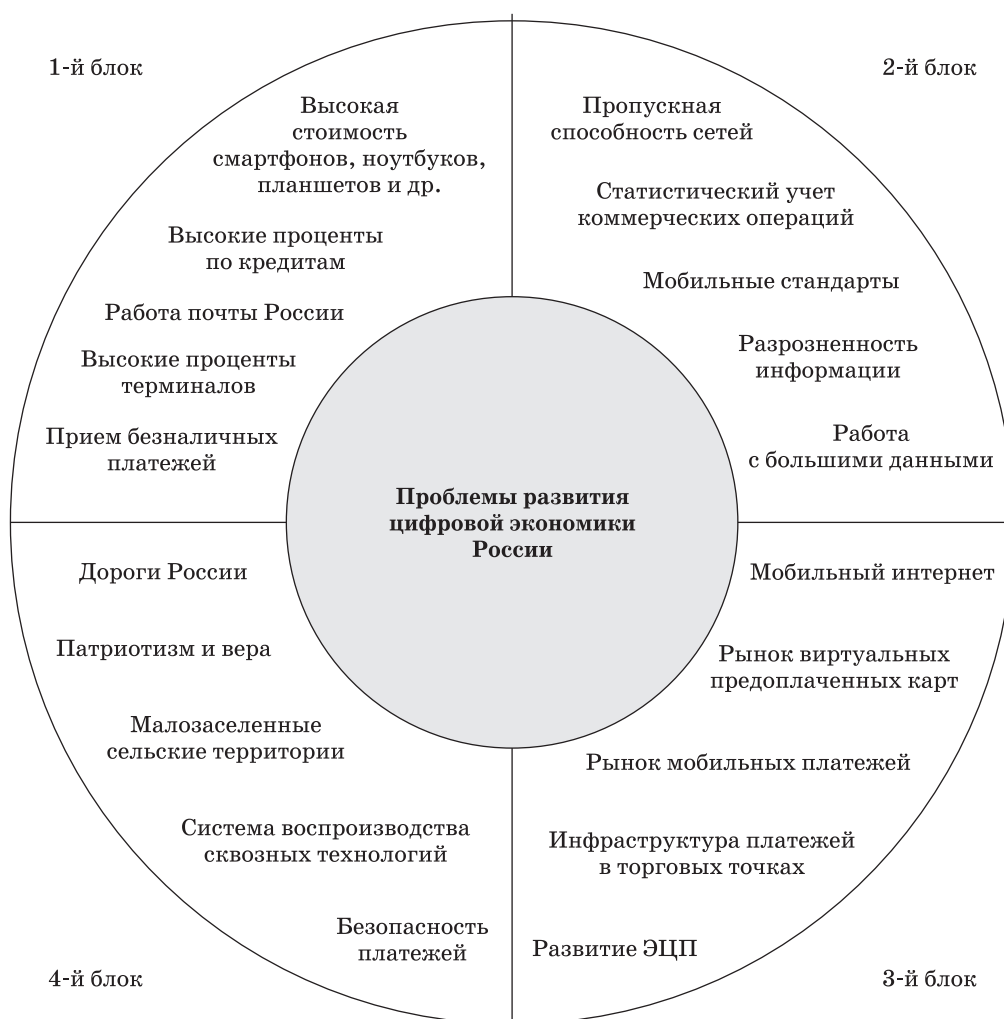 1-й блок
Высокая
стоимость
смартфонов, ноутбуков,
планшетов и др.
Высокие проценты
по кредитам
Работа почты России
Высокие проценты
терминалов
Прием безналичных
платежей
2-й блок
Пропускная
способность сетей
Статистический учет
коммерческих операций
Мобильные стандарты
Разрозненность
информации
Работа
с большими данными
Проблемы развития
цифровой экономики
России
Дороги России
Патриотизм и вера
Малозаселенные
сельские территории
Система воспроизводства
сквозных технологий
Безопасность
платежей
4-й блок
Мобильный интернет
Рынок виртуальных
предоплаченных карт
Рынок мобильных платежей
Инфраструктура платежей
в торговых точках
Развитие ЭЦП
3-й блок